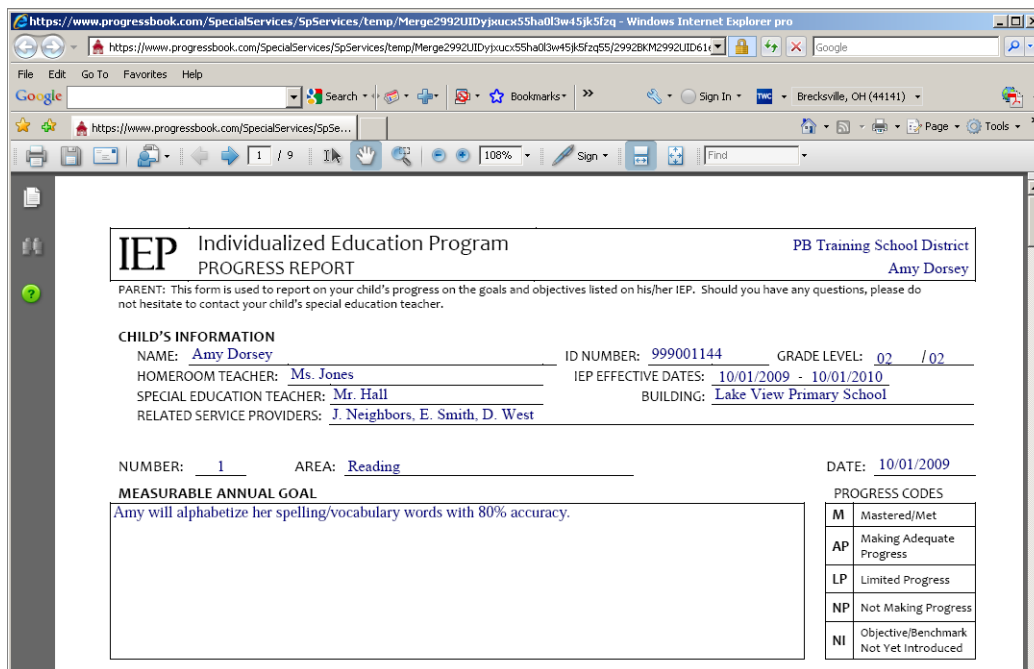 https://www.progressbook.com/SpecialServices/SpServices/temp/Merge2992UIDyjxucx55ha0l3w45jk5fzq - Windows Internet Explorer pro
https://www.progressbook.com/SpecialServices/SpServices/temp/Merge2992UIDyjxucx55ha0l3w45jk5fzq55/2992BKM2992UID61 Google
File Edit Go To Favorites Help
Google Search Bookmarks Sign In TWC Brecksville, OH (44141)
https://www.progressbook.com/SpecialServices/SpSe... Page Tools
1 / 9 108% Sign Find
IEP Individualized Education Program PB Training School District
PROGRESS REPORT Amy Dorsey
PARENT: This form is used to report on your child's progress on the goals and objectives listed on his/her IEP. Should you have any questions, please do
not hesitate to contact your child's special education teacher.
CHILD'S INFORMATION
NAME: Amy Dorsey ID NUMBER: 999001144 GRADE LEVEL: 02 / 02
HOMEROOM TEACHER: Ms. Jones IEP EFFECTIVE DATES: 10/01/2009 - 10/01/2010
SPECIAL EDUCATION TEACHER: Mr. Hall BUILDING: Lake View Primary School
RELATED SERVICE PROVIDERS: J. Neighbors, E. Smith, D. West
NUMBER: 1 AREA: Reading DATE: 10/01/2009
MEASURABLE ANNUAL GOAL PROGRESS CODES
Amy will alphabetize her spelling/vocabulary words with 80% accuracy.
M Mastered/Met
AP Making Adequate
Progress
LP Limited Progress
NP Not Making Progress
NI Objective/Benchmark
Not Yet Introduced